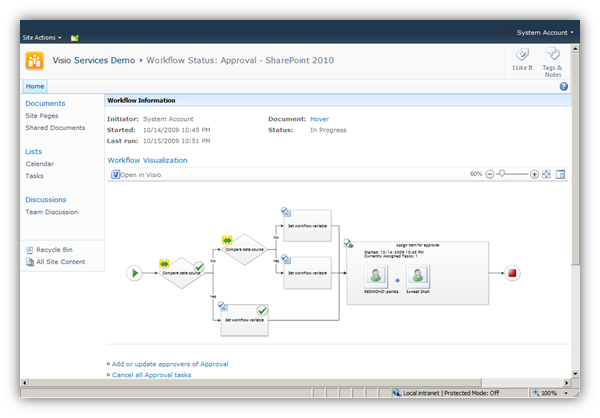 System Account
Site Actions
Visio Services Demo Workflow Status: Approval - SharePoint 2010
I Like It
Tags & Notes
Home
Documents
Site Pages
Shared Documents
Lists
Calendar
Tasks
Discussions
Team Discussion
Recycle Bin
All Site Content
Workflow Information
Initiator: System Account Document: Hover
Started: 10/14/2009 10:45 PM Status: In Progress
Last run: 10/15/2009 10:51 PM
Workflow Visualization
Open in Visio 60%
Set workflow variable
No
Compare data source
Yes
Set workflow variable
No
Compare data source
Yes
Set workflow variable
Assign item for approval
Started: 10-14-2009 10:45 PM
Currently Assigned Tasks: 1
Suneet Shah
Add or update approvers of Approval
Cancel all Approval tasks
Local intranet | Protected Mode: Off 100%